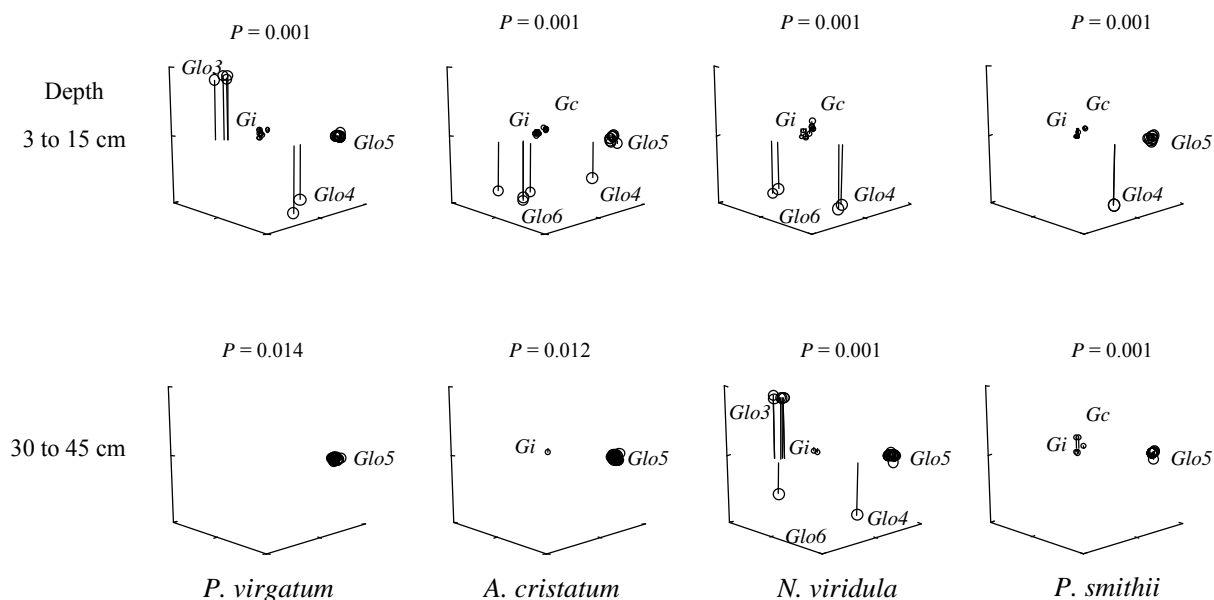 P = 0.001
P = 0.001
P = 0.001
P = 0.001
Depth
3 to 15 cm
Glo3
Gi
Glo5
Glo4
Gi
Gc
Glo5
Glo4
Glo6
Gi
Gc
Glo4
Glo6
Gi
Gc
Glo5
Glo4
P = 0.014
P = 0.012
P = 0.001
P = 0.001
30 to 45 cm
Glo5
Gi
Glo5
Glo3
Gi
Glo5
Glo4
Glo6
Gi
Gc
Glo5
P. virgatum
A. cristatum
N. viridula
P. smithii